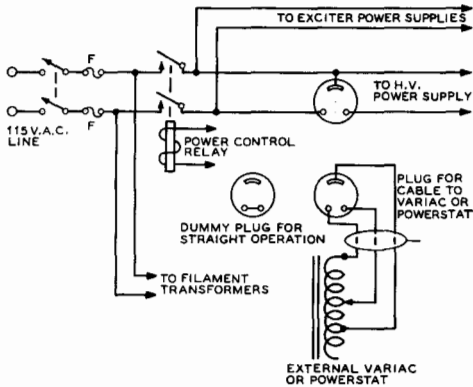 TO EXCITER POWER SUPPLIES
F
TO H.V.
POWER SUPPLY
F
115 V. A.C.
LINE
POWER CONTROL
RELAY
PLUG FOR
CABLE TO
VARIAC OR
POWERSTAT
DUMMY PLUG FOR
STRAIGHT OPERATION
TO FILAMENT
TRANSFORMERS
EXTERNAL VARIAC
OR POWERSTAT